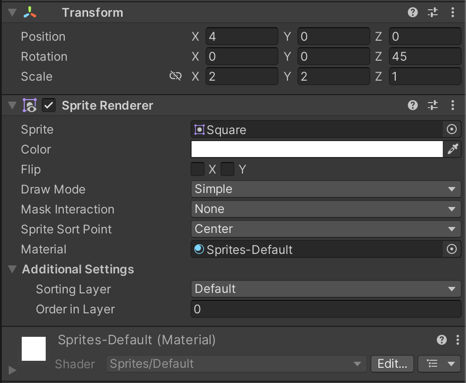 Transform
Position X 4 Y 0 Z 0
Rotation X 0 Y 0 Z 45
Scale X 2 Y 2 Z 1
Sprite Renderer
Sprite Square
Color
Flip X Y
Draw Mode Simple
Mask Interaction None
Sprite Sort Point Center
Material Sprites-Default
Additional Settings
Sorting Layer Default
Order in Layer 0
Sprites-Default (Material)
Shader Sprites/Default Edit...